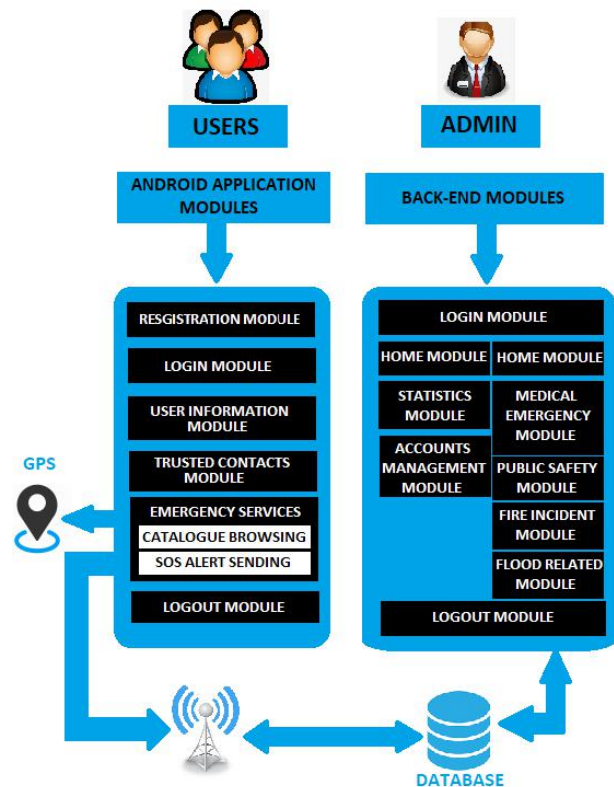 USERS
ADMIN
ANDROID APPLICATION
MODULES
BACK-END MODULES
RESGISTRATION MODULE
LOGIN MODULE
USER INFORMATION
MODULE
TRUSTED CONTACTS
MODULE
EMERGENCY SERVICES
CATALOGUE BROWSING
SOS ALERT SENDING
LOGOUT MODULE
GPS
LOGIN MODULE
HOME MODULE
STATISTICS
MODULE
ACCOUNTS
MANAGEMENT
MODULE
HOME MODULE
MEDICAL
EMERGENCY
MODULE
PUBLIC SAFETY
MODULE
FIRE INCIDENT
MODULE
FLOOD RELATED
MODULE
LOGOUT MODULE
DATABASE